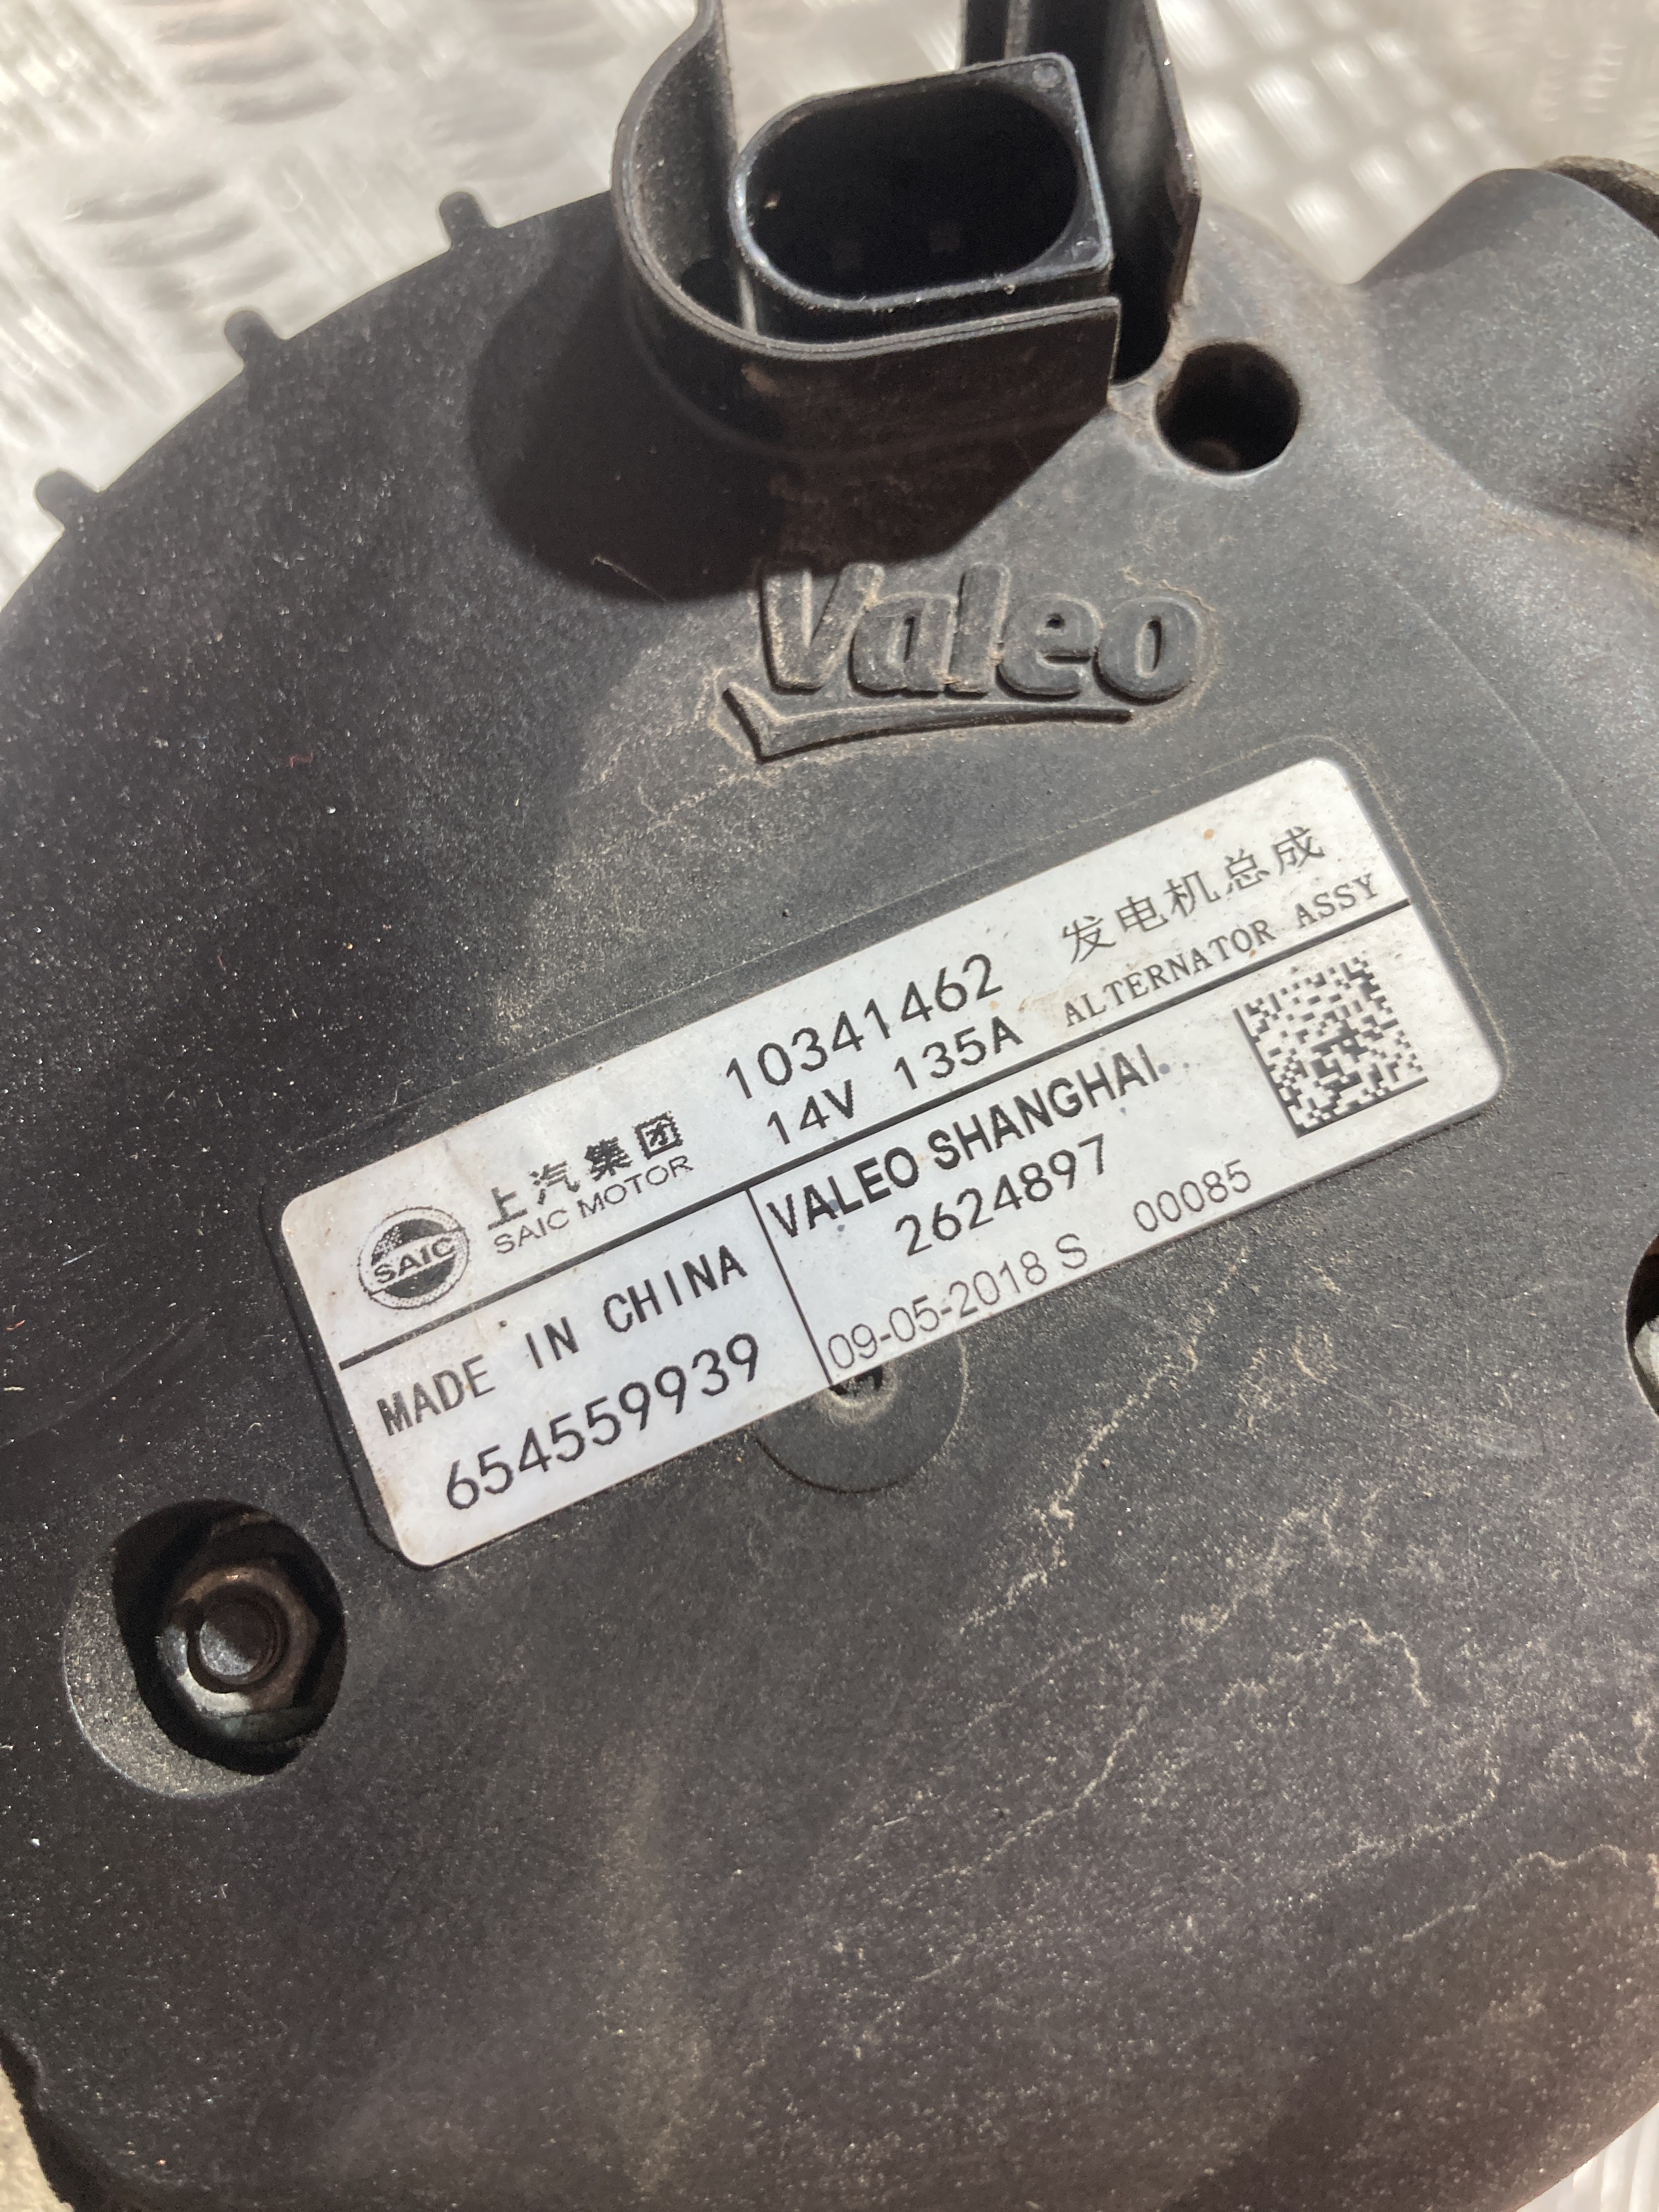 Valeo
SAIC
上汽集团
SAIC MOTOR
10341462
14V 135A
发电机总成
ALTERNATOR ASSY
MADE IN CHINA
654559939
VALEO SHANGHAI
2624897
09-05-2018 S 00085